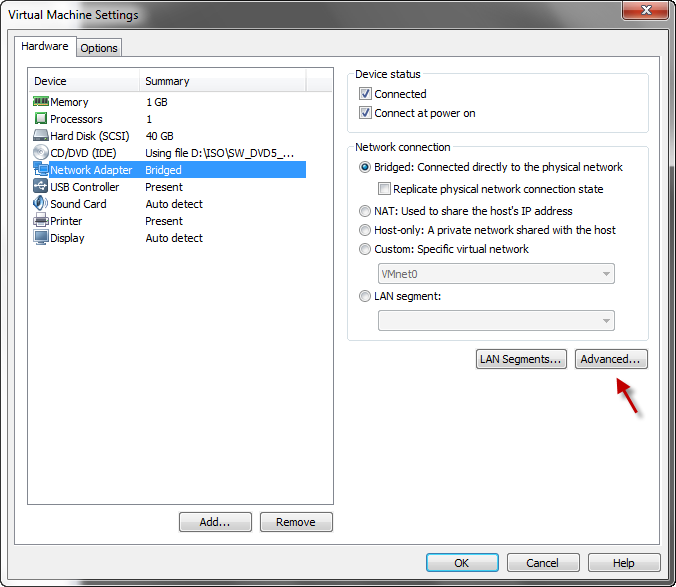 Virtual Machine Settings
Hardware
Options
Device Summary
Memory 1 GB
Processors 1
Hard Disk (SCSI) 40 GB
CD/DVD (IDE) Using file D:\ISO\SW_DVD5_...
Network Adapter Bridged
USB Controller Present
Sound Card Auto detect
Printer Present
Display Auto detect
Add...
Remove
Device status
Connected
Connect at power on
Network connection
Bridged: Connected directly to the physical network
Replicate physical network connection state
NAT: Used to share the host's IP address
Host-only: A private network shared with the host
Custom: Specific virtual network
VMnet0
LAN segment:
LAN Segments...
Advanced...
OK
Cancel
Help